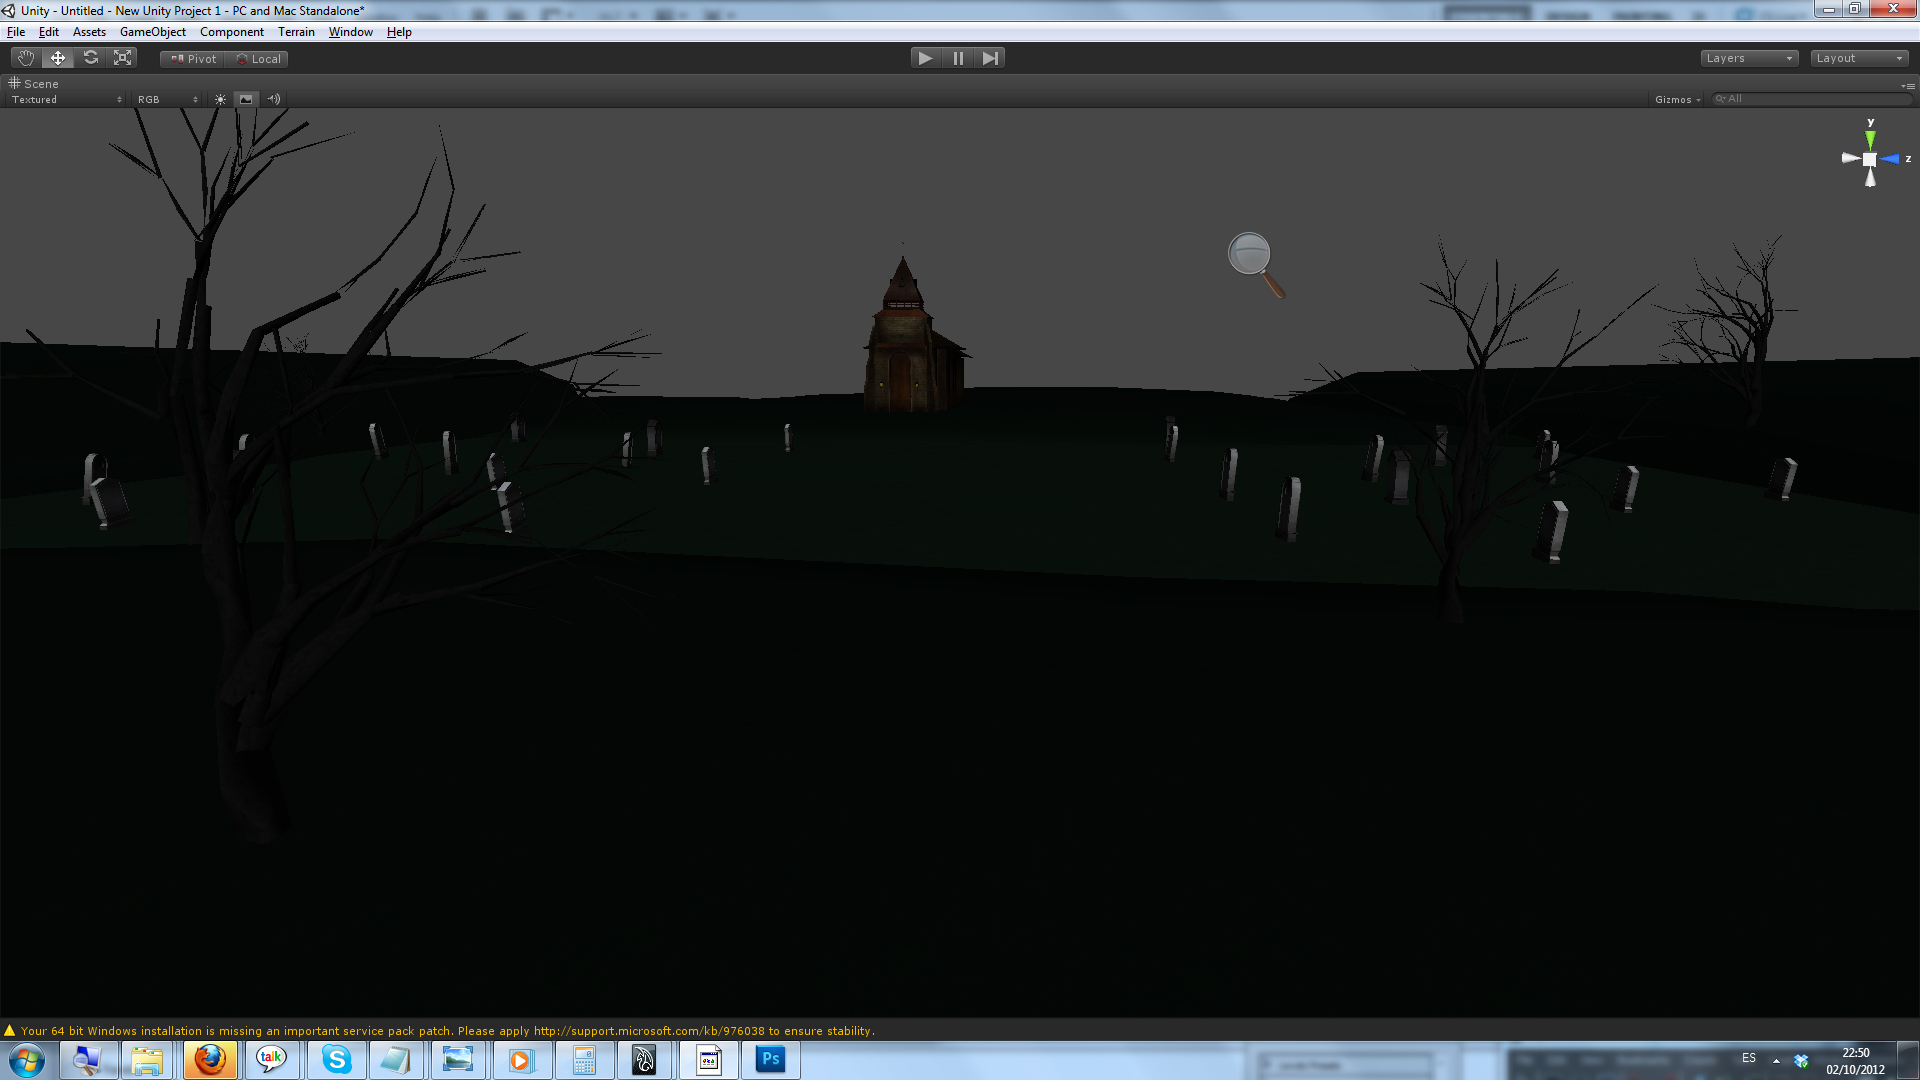 Unity - Untitled - New Unity Project 1 - PC and Mac Standalone*
File Edit Assets GameObject Component Terrain Window Help
Pivot Local Layers Layout
Scene
Textured RGB Gizmos All
y
z
Your 64 bit Windows installation is missing an important service pack patch. Please apply http://support.microsoft.com/kb/976038 to ensure stability.
talk
S
Ps
ES
22:50
02/10/2012